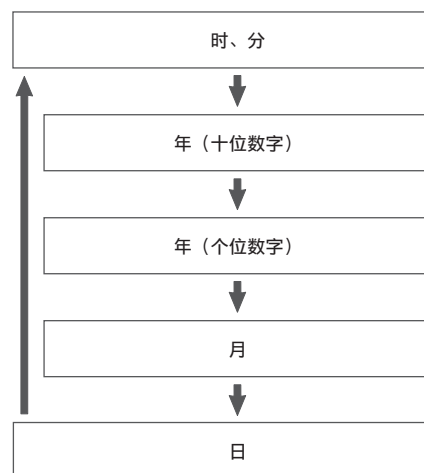 时、分
年（十位数字）
年（个位数字）
月
日